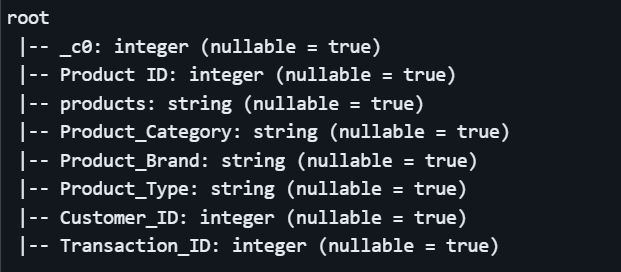 root
 |-- _c0: integer (nullable = true)
 |-- Product ID: integer (nullable = true)
 |-- products: string (nullable = true)
 |-- Product_Category: string (nullable = true)
 |-- Product_Brand: string (nullable = true)
 |-- Product_Type: string (nullable = true)
 |-- Customer_ID: integer (nullable = true)
 |-- Transaction_ID: integer (nullable = true)